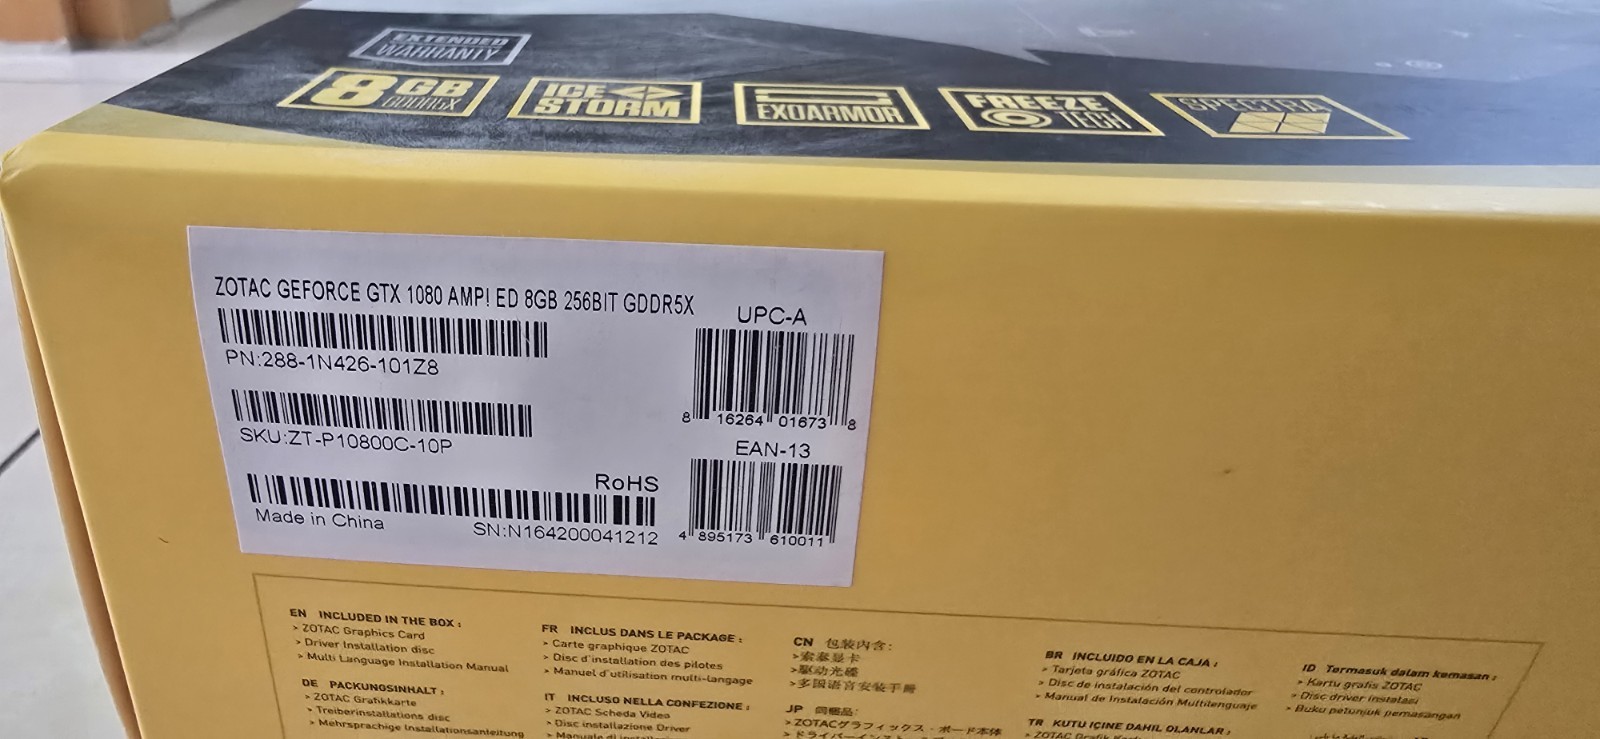 EXTENDED
WARRANTY
8GB
GDDR5X
ICE
STORM
EXOARMOR
FREEZE
TECH
SPECTRA
ZOTAC GEFORCE GTX 1080 AMP! ED 8GB 256BIT GDDR5X
PN:288-1N426-101Z8
SKU:ZT-P10800C-10P
RoHS
Made in China
SN:N164200041212
UPC-A
8 16264 01673 8
EAN-13
4 895173 610011
EN INCLUDED IN THE BOX :
> ZOTAC Graphics Card
> Driver Installation disc
> Multi Language Installation Manual
DE PACKUNGSINHALT :
> ZOTAC Grafikkarte
> Treiberinstallations disc
> Mehrsprachige Installationsanleitung
FR INCLUS DANS LE PACKAGE :
> Carte graphique ZOTAC
> Disc d'installation des pilotes
> Manuel d'utilisation multi-langage
IT INCLUSO NELLA CONFEZIONE :
> ZOTAC Scheda Video
> Disc installazione Driver
CN 包装内含:
>索泰显卡
>驱动光碟
>多国语言安装手册
JP 同梱品:
>ZOTACグラフィックス・ボード本体
BR INCLUIDO EN LA CAJA :
> Tarjeta gráfica ZOTAC
> Disc de instalación del controlador
> Manual de Instalación Multilenguaje
TR KUTU IÇINE DAHIL OLANLAR :
ID Termasuk dalam kemasan :
> Kartu grafis ZOTAC
> Disc driver instalasi
> Buku petunjuk pemasangan